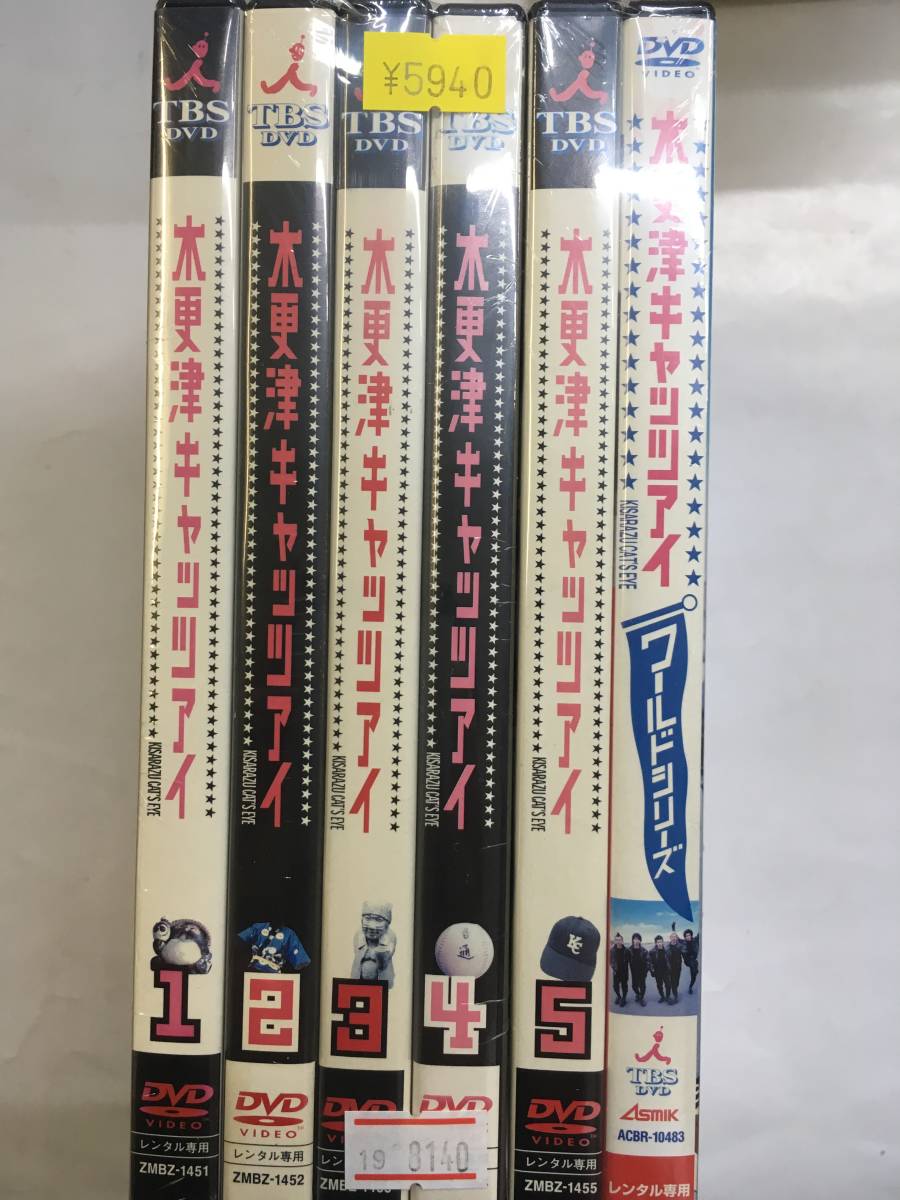 TBS
DVD
木更津キャッツアイ
KISARAZU CAT'S EYE
1
DVD
VIDEO
レンタル専用
ZMBZ-1451
TBS
DVD
木更津キャッツアイ
KISARAZU CAT'S EYE
2
DVD
VIDEO
レンタル専用
ZMBZ-1452
¥5940
TBS
DVD
木更津キャッツアイ
KISARAZU CAT'S EYE
3
DVD
19 8140
TBS
DVD
木更津キャッツアイ
KISARAZU CAT'S EYE
4
DVD
TBS
DVD
木更津キャッツアイ
KISARAZU CAT'S EYE
KC
5
DVD
VIDEO
レンタル専用
ZMBZ-1455
DVD
VIDEO
木更津キャッツアイ
KISARAZU CAT'S EYE
ワールドシリーズ
TBS
DVD
ASMIK
ACBR-10483
レンタル専用